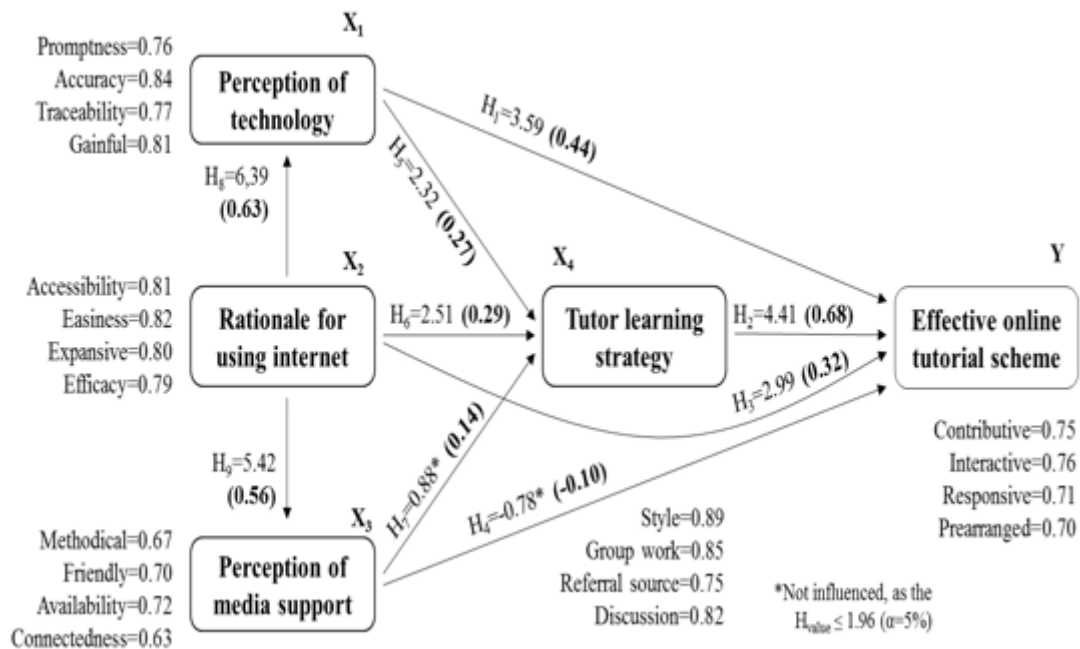 X₁
Promptness=0.76
Accuracy=0.84
Traceability=0.77
Gainful=0.81
Perception of
technology
H₁=3.59 (0.44)
H₈=6,39
(0.63)
H₅=2.32 (0.27)
X₂
Accessibility=0.81
Easiness=0.82
Expansive=0.80
Efficacy=0.79
Rationale for
using internet
H₆=2.51 (0.29)
X₄
Tutor learning
strategy
H₂=4.41 (0.68)
Y
Effective online
tutorial scheme
H₃=2.99 (0.32)
H₉=5.42
(0.56)
H₇=0.88* (0.14)
H₄=-0.78* (-0.10)
Contributive=0.75
Interactive=0.76
Responsive=0.71
Prearranged=0.70
X₃
Methodical=0.67
Friendly=0.70
Availability=0.72
Connectedness=0.63
Perception of
media support
Style=0.89
Group work=0.85
Referral source=0.75
Discussion=0.82
*Not influenced, as the
Hvalue ≤ 1.96 (α=5%)